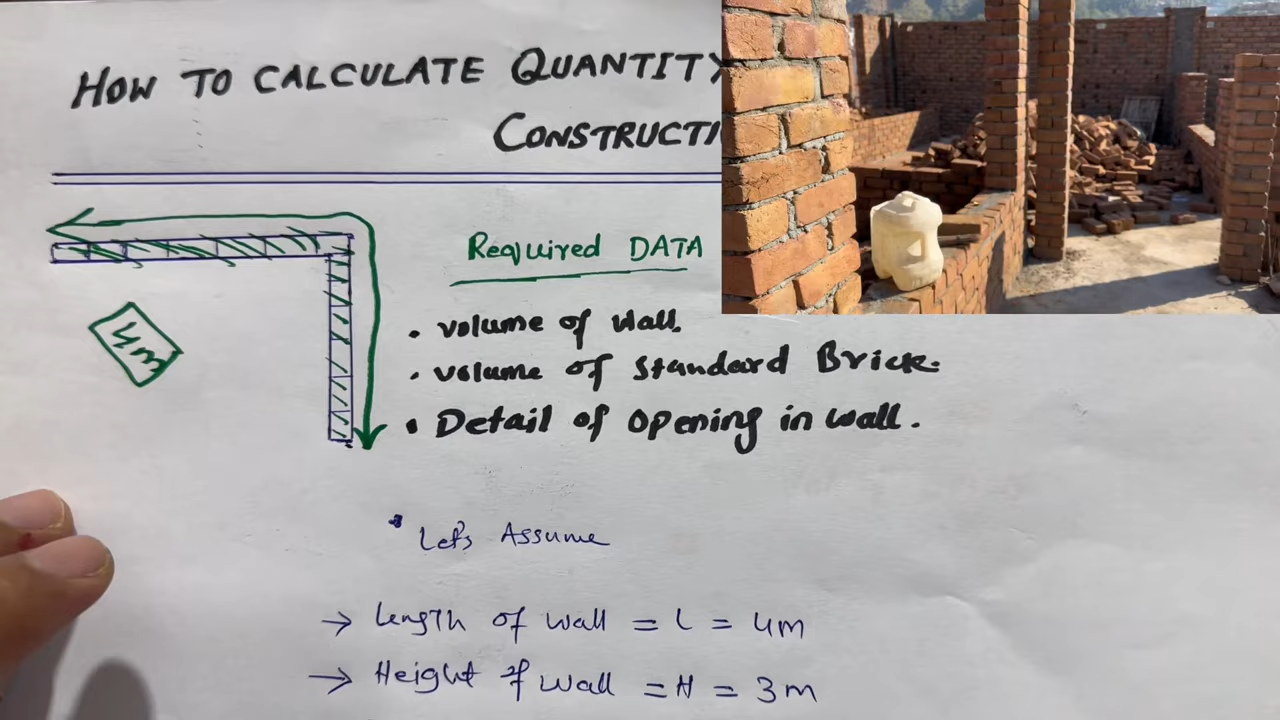 HOW TO CALCULATE QUANTITY
CONSTRUCTI
Required DATA
4m
• Volume of Wall.
• Volume of Standard Brick.
• Detail of Opening in Wall.
• Let's Assume
→ Length of wall = L = 4m
→ Height of Wall = H = 3m